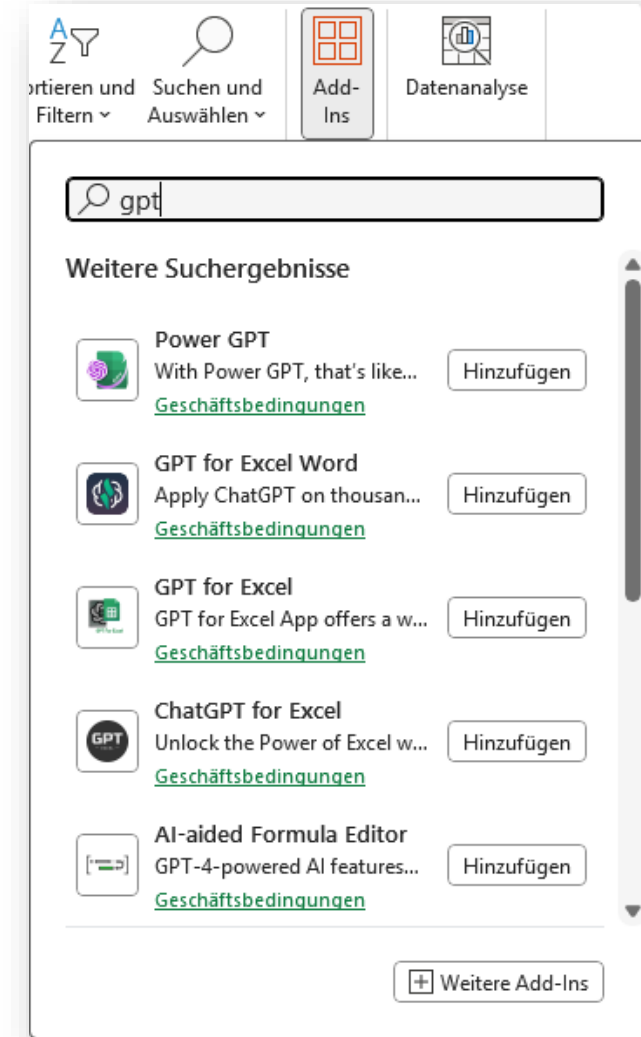 A
Z
Suchen und
Auswählen
Filtern
Add-
Ins
Datenanalyse
gpt
Weitere Suchergebnisse
Power GPT
With Power GPT, that's like...
Hinzufügen
Geschäftsbedingungen
GPT for Excel Word
Apply ChatGPT on thousan...
Hinzufügen
Geschäftsbedingungen
GPT for Excel
GPT for Excel App offers a w...
Hinzufügen
Geschäftsbedingungen
ChatGPT for Excel
GPT
Unlock the Power of Excel w...
Hinzufügen
Geschäftsbedingungen
AI-aided Formula Editor
GPT-4-powered AI features...
Hinzufügen
Geschäftsbedingungen
Weitere Add-Ins